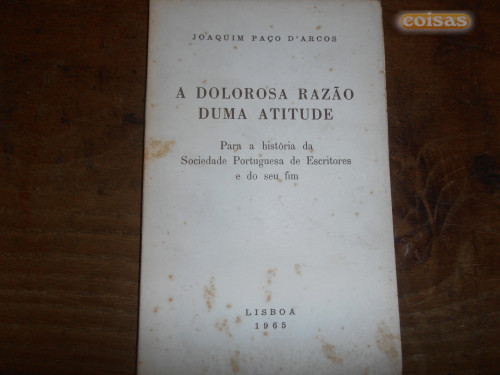 coisas
JOAQUIM PAÇO D'ARCOS
A DOLOROSA RAZÃO
DUMA ATITUDE
Para a história da
Sociedade Portuguesa de Escritores
e do seu fim
LISBOA
1965